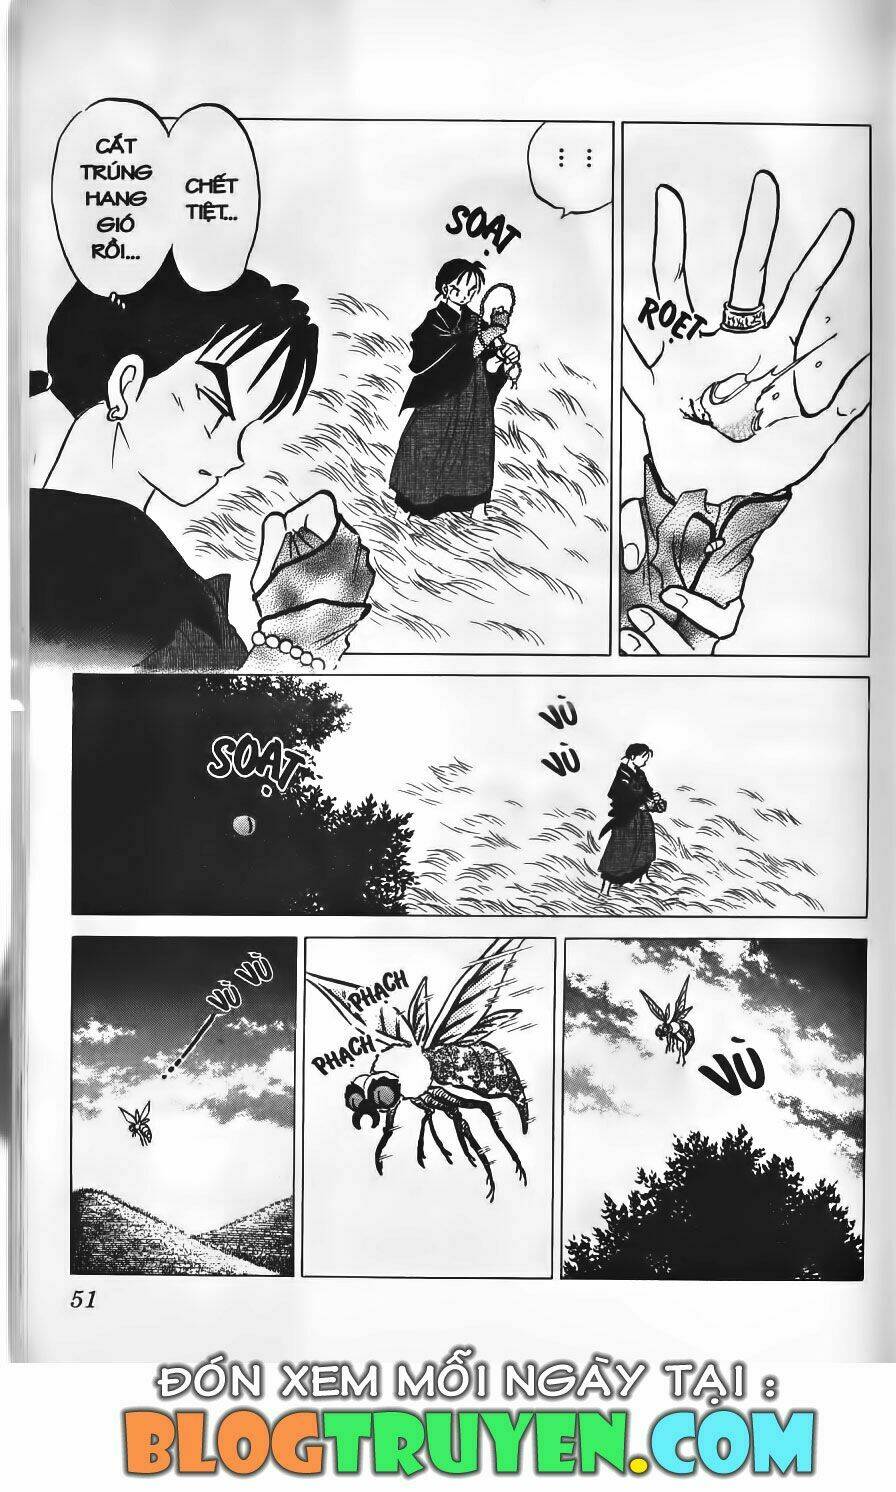 ROẸT
......
SOẠT
CHẾT
TIỆT...
CẮT
TRÚNG
HANG
GIÓ
RỒI...
VÙ
VÙ
SOẠT
VÙ
PHẠCH
PHẠCH
VÙ VÙ
51
ĐÓN XEM MỖI NGÀY TẠI :
BLOGTRUYEN.COM